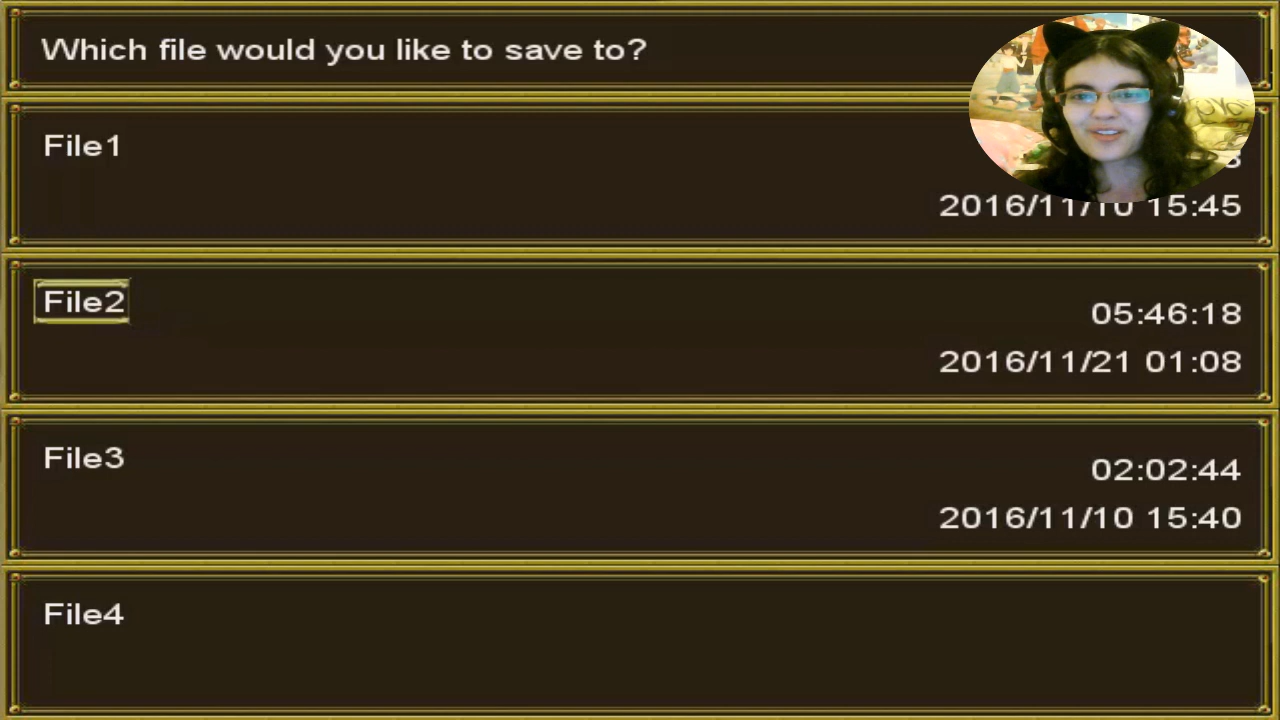 Which file would you like to save to?
File1
2016/11/10 15:45
File2
05:46:18
2016/11/21 01:08
File3
02:02:44
2016/11/10 15:40
File4